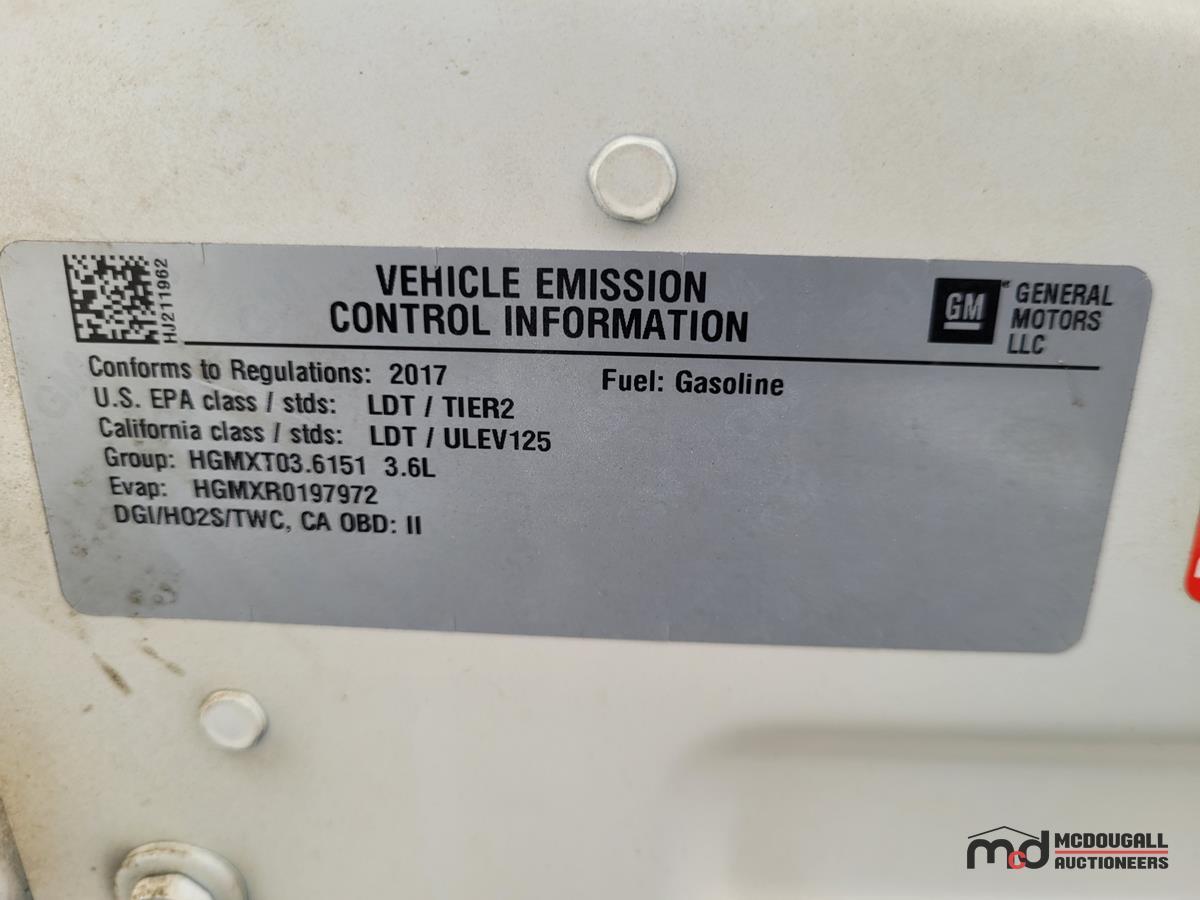 HJ211962
VEHICLE EMISSION
CONTROL INFORMATION
GM
GENERAL
MOTORS
LLC
Conforms to Regulations: 2017 Fuel: Gasoline
U.S. EPA class / stds: LDT / TIER2
California class / stds: LDT / ULEV125
Group: HGMXT03.6151 3.6L
Evap: HGMXR0197972
DGI/HO2S/TWC, CA OBD: II
mcd MCDOUGALL
AUCTIONEERS